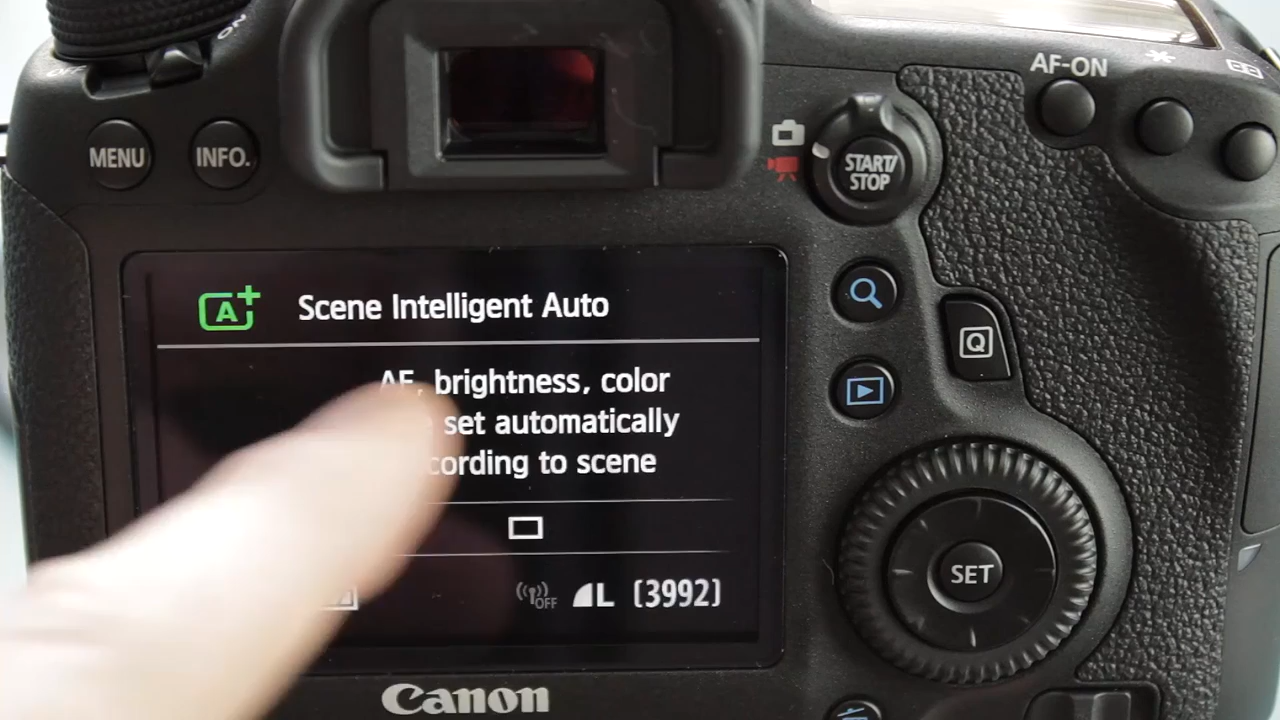 AF-ON
MENU
INFO.
START/
STOP
A+
Scene Intelligent Auto
Q
AF, brightness, color
set automatically
cording to scene
SET
OFF
L [3992]
Canon